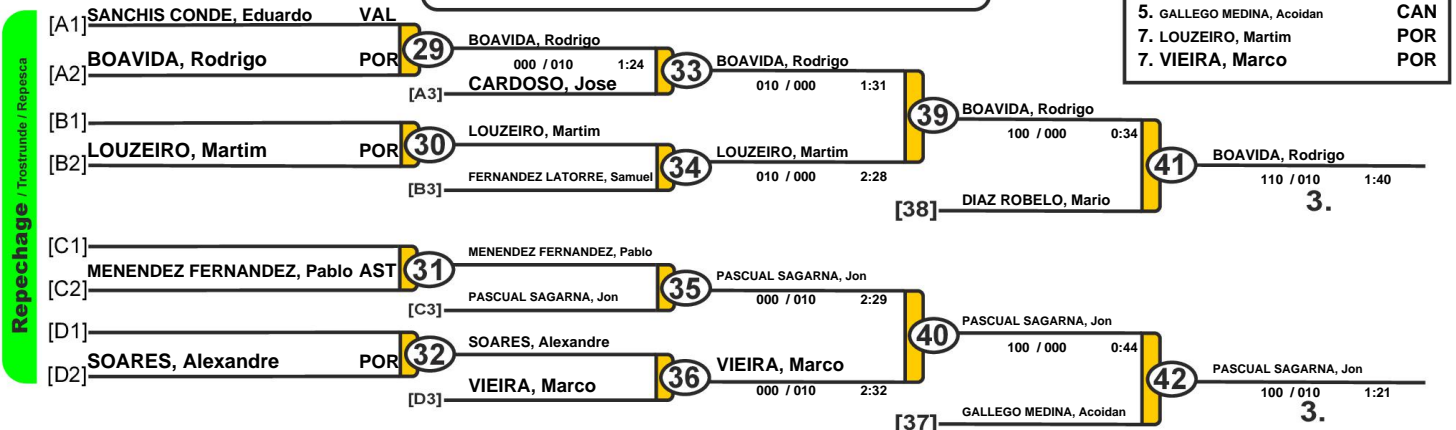 5. GALLEGO MEDINA, Acoidan CAN
7. LOUZEIRO, Martim POR
7. VIEIRA, Marco POR
Repechage / Trostrunde / Repesca
[A1] SANCHIS CONDE, Eduardo VAL
[A2] BOAVIDA, Rodrigo POR
29
BOAVIDA, Rodrigo
000 / 010 1:24
[A3] CARDOSO, Jose
33
BOAVIDA, Rodrigo
010 / 000 1:31
[B1]
[B2] LOUZEIRO, Martim POR
30
LOUZEIRO, Martim
[B3] FERNANDEZ LATORRE, Samuel
34
LOUZEIRO, Martim
010 / 000 2:28
39
BOAVIDA, Rodrigo
100 / 000 0:34
[38] DIAZ ROBELO, Mario
41
BOAVIDA, Rodrigo
110 / 010 1:40
3.
[C1]
[C2] MENENDEZ FERNANDEZ, Pablo AST
31
MENENDEZ FERNANDEZ, Pablo
[C3] PASCUAL SAGARNA, Jon
35
PASCUAL SAGARNA, Jon
000 / 010 2:29
[D1]
[D2] SOARES, Alexandre POR
32
SOARES, Alexandre
[D3] VIEIRA, Marco
36
VIEIRA, Marco
000 / 010 2:32
40
PASCUAL SAGARNA, Jon
100 / 000 0:44
[37] GALLEGO MEDINA, Acoidan
42
PASCUAL SAGARNA, Jon
100 / 010 1:21
3.